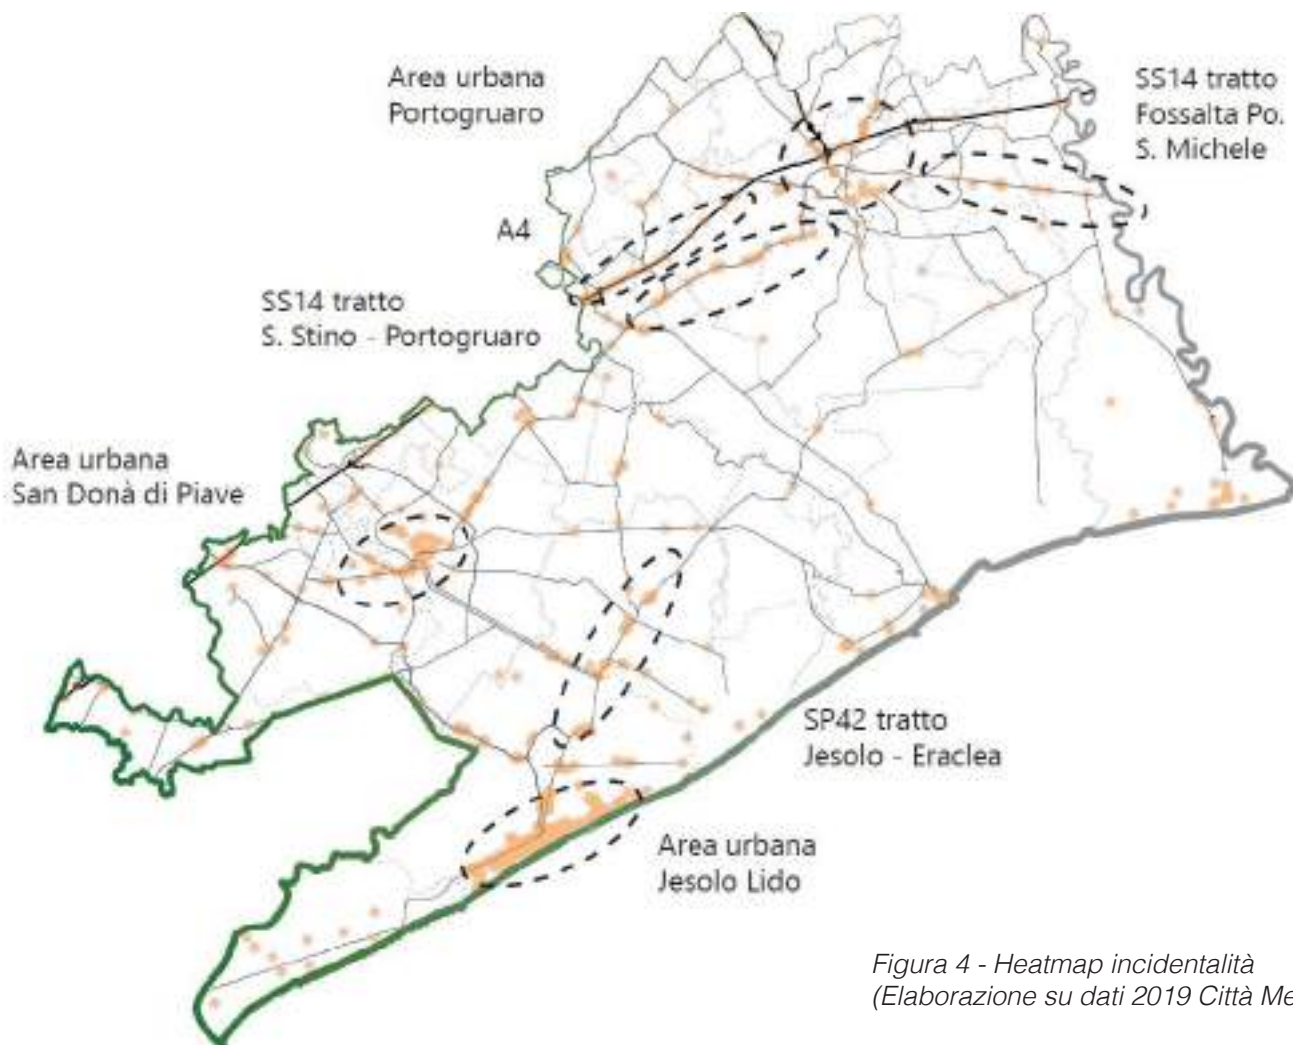 Area urbana
Portogruaro
SS14 tratto
Fossalta Po.
S. Michele
A4
SS14 tratto
S. Stino - Portogruaro
Area urbana
San Donà di Piave
SP42 tratto
Jesolo - Eraclea
Area urbana
Jesolo Lido
Figura 4 - Heatmap incidentalità
(Elaborazione su dati 2019 Città Me